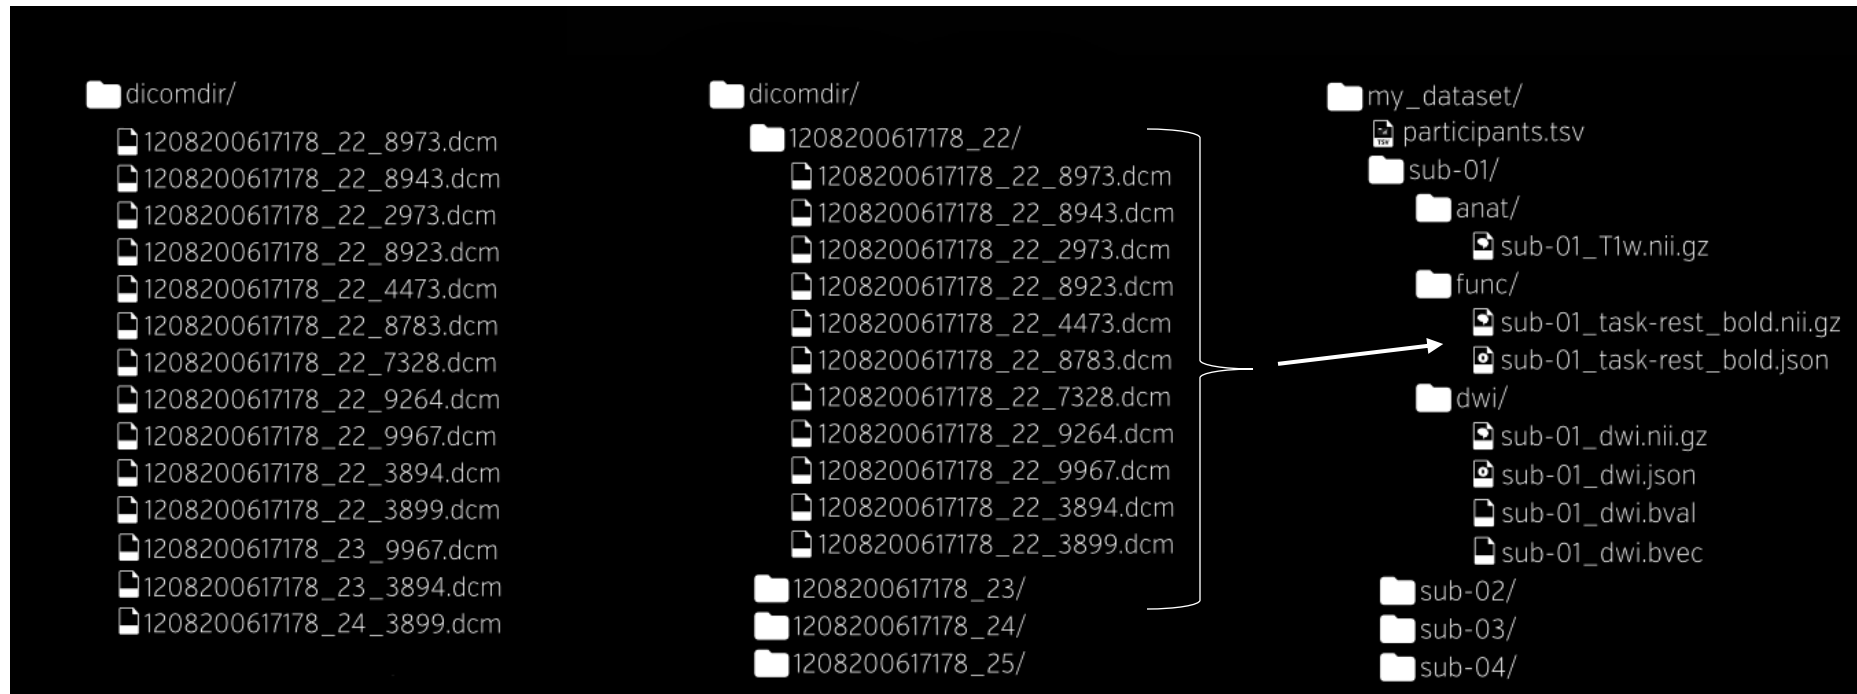 dicomdir/
1208200617178_22_8973.dcm
1208200617178_22_8943.dcm
1208200617178_22_2973.dcm
1208200617178_22_8923.dcm
1208200617178_22_4473.dcm
1208200617178_22_8783.dcm
1208200617178_22_7328.dcm
1208200617178_22_9264.dcm
1208200617178_22_9967.dcm
1208200617178_22_3894.dcm
1208200617178_22_3899.dcm
1208200617178_23_9967.dcm
1208200617178_23_3894.dcm
1208200617178_24_3899.dcm
dicomdir/
1208200617178_22/
1208200617178_22_8973.dcm
1208200617178_22_8943.dcm
1208200617178_22_2973.dcm
1208200617178_22_8923.dcm
1208200617178_22_4473.dcm
1208200617178_22_8783.dcm
1208200617178_22_7328.dcm
1208200617178_22_9264.dcm
1208200617178_22_9967.dcm
1208200617178_22_3894.dcm
1208200617178_22_3899.dcm
1208200617178_23/
1208200617178_24/
1208200617178_25/
my_dataset/
TSV participants.tsv
sub-01/
anat/
sub-01_T1w.nii.gz
func/
sub-01_task-rest_bold.nii.gz
sub-01_task-rest_bold.json
dwi/
sub-01_dwi.nii.gz
sub-01_dwi.json
sub-01_dwi.bval
sub-01_dwi.bvec
sub-02/
sub-03/
sub-04/